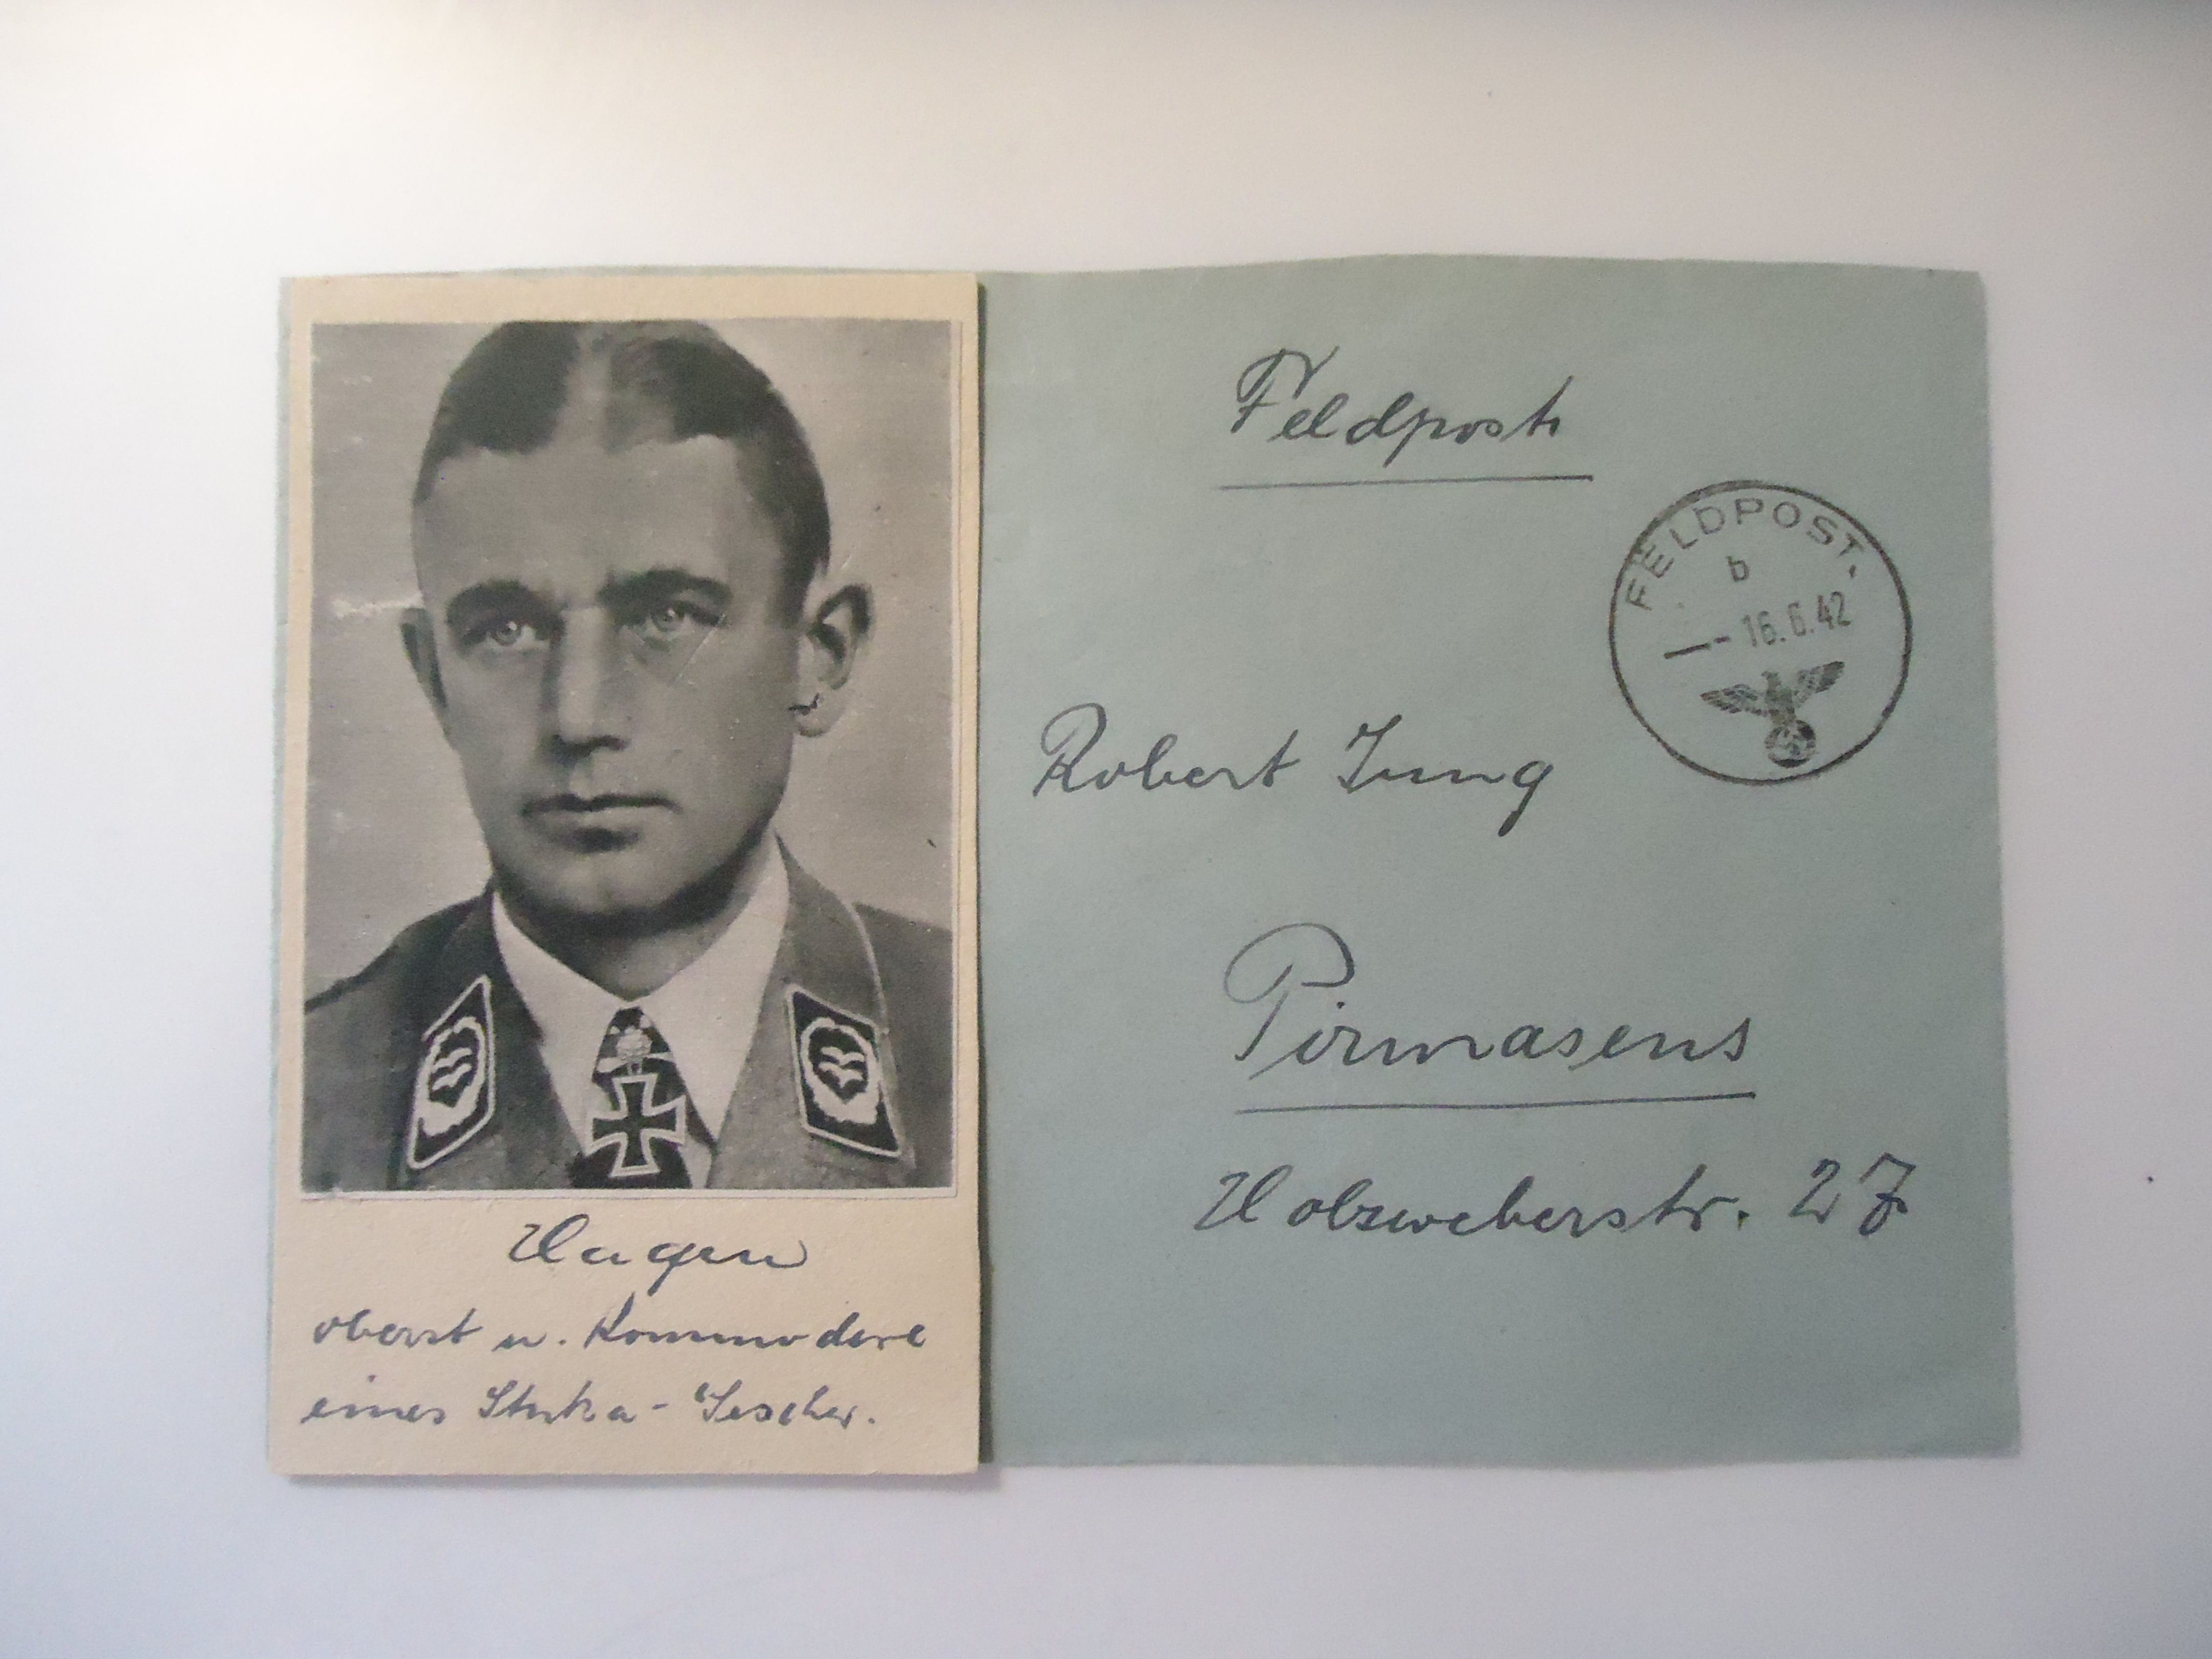 Hagen
oberst u. Kommodore
eines Stuka-Geschw.
Feldpost
FELDPOST
b
-16.6.42
Robert Jung
Pirmasens
Holzweberstr. 27